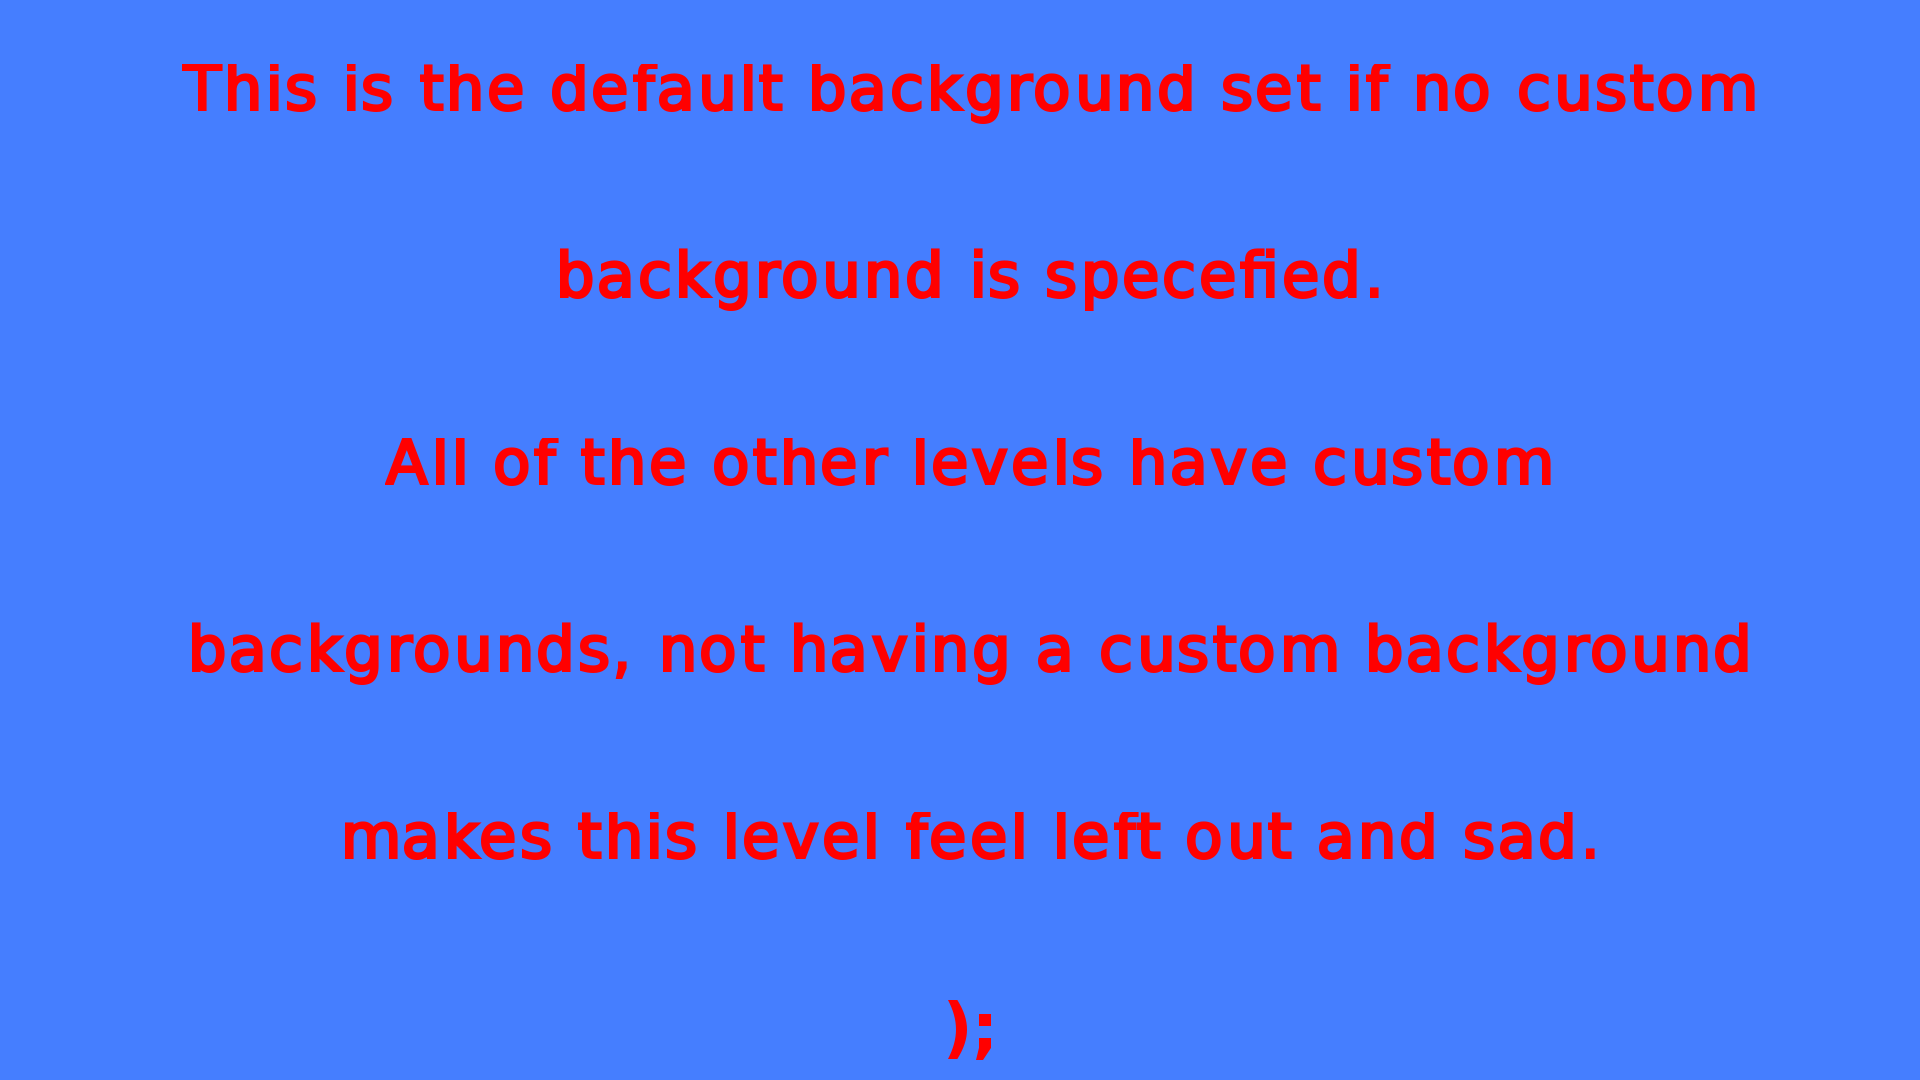 This is the default background set if no custom
background is specefied.
All of the other levels have custom
backgrounds, not having a custom background
makes this level feel left out and sad.
);